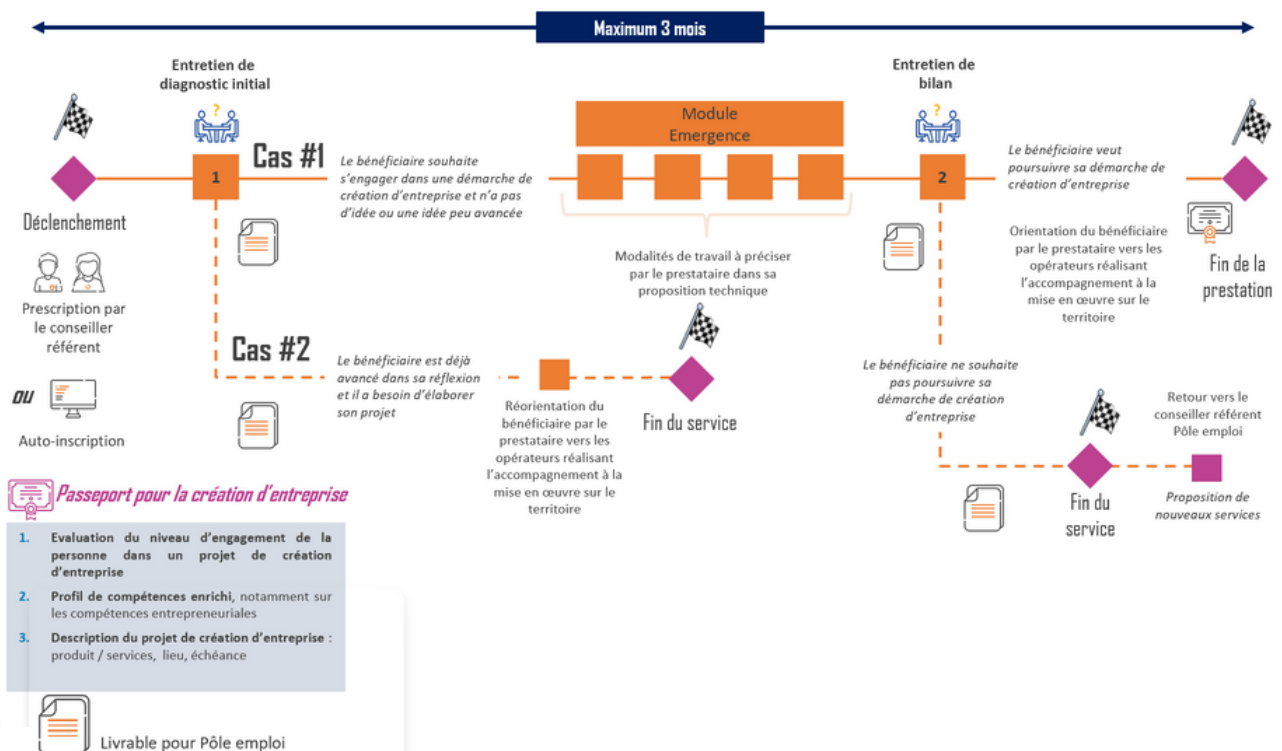 Maximum 3 mois
Entretien de
diagnostic initial
?
Entretien de
bilan
?
Module
Emergence
1
Cas #1
Le bénéficiaire souhaite
s'engager dans une démarche de
création d'entreprise et n'a pas
d'idée ou une idée peu avancée
2
Le bénéficiaire veut
poursuivre sa démarche de
création d'entreprise
Déclenchement
Prescription par
le conseiller
référent
ou
Auto-inscription
Modalités de travail à préciser
par le prestataire dans sa
proposition technique
Orientation du bénéficiaire
par le prestataire vers les
opérateurs réalisant
l'accompagnement à la
mise en œuvre sur le
territoire
Fin de la
prestation
Cas #2
Le bénéficiaire est déjà
avancé dans sa réflexion
et il a besoin d'élaborer
son projet
Réorientation du
bénéficiaire par le
prestataire vers les
opérateurs réalisant
l'accompagnement à la
mise en œuvre sur le
territoire
Fin du service
Le bénéficiaire ne souhaite
pas poursuivre sa
démarche de création
d'entreprise
Fin du
service
Retour vers le
conseiller référent
Pôle emploi
Proposition de
nouveaux services
Passeport pour la création d'entreprise
1. Evaluation du niveau d'engagement de la
personne dans un projet de création
d'entreprise
2. Profil de compétences enrichi, notamment sur
les compétences entrepreneuriales
3. Description du projet de création d'entreprise :
produit / services, lieu, échéance
Livrable pour Pôle emploi